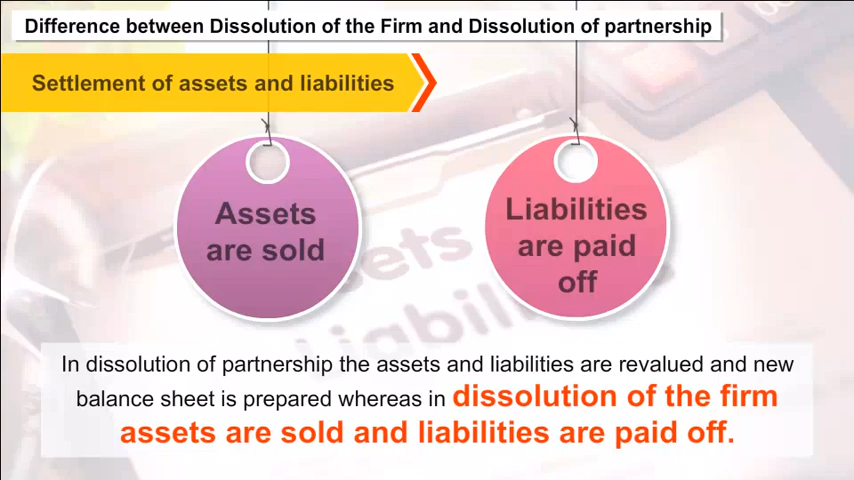 Difference between Dissolution of the Firm and Dissolution of partnership
Settlement of assets and liabilities
Assets
are sold
Liabilities
are paid
off
In dissolution of partnership the assets and liabilities are revalued and new
balance sheet is prepared whereas in dissolution of the firm
assets are sold and liabilities are paid off.